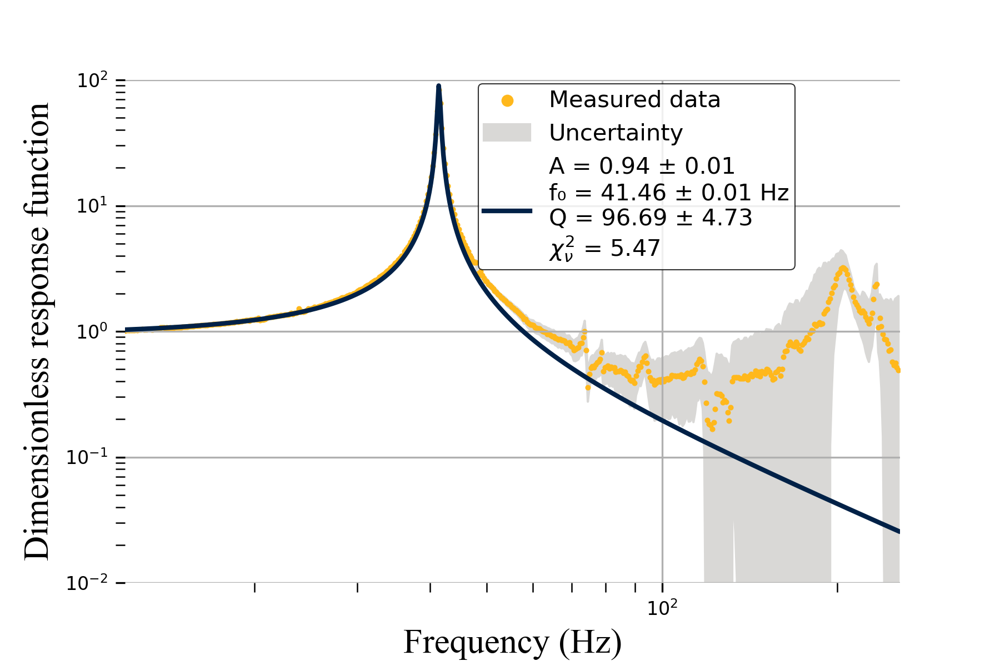 Dimensionless response function
10²
10¹
10⁰
10⁻¹
10⁻²
Measured data
Uncertainty
A = 0.94 ± 0.01
f₀ = 41.46 ± 0.01 Hz
Q = 96.69 ± 4.73
χ²ᵥ = 5.47
10²
Frequency (Hz)